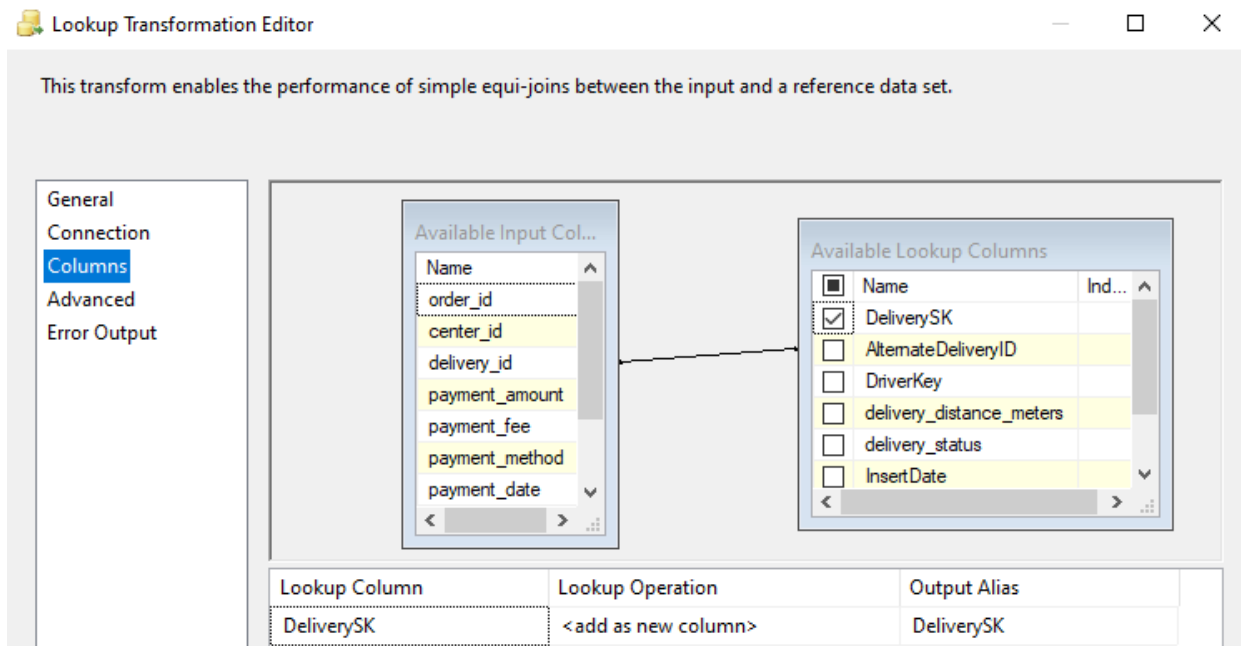 Lookup Transformation Editor
This transform enables the performance of simple equi-joins between the input and a reference data set.
General
Connection
Columns
Advanced
Error Output
Available Input Col...
Name
order_id
center_id
delivery_id
payment_amount
payment_fee
payment_method
payment_date
Available Lookup Columns
Name Ind...
DeliverySK
AlternateDeliveryID
DriverKey
delivery_distance_meters
delivery_status
InsertDate
Lookup Column Lookup Operation Output Alias
DeliverySK <add as new column> DeliverySK